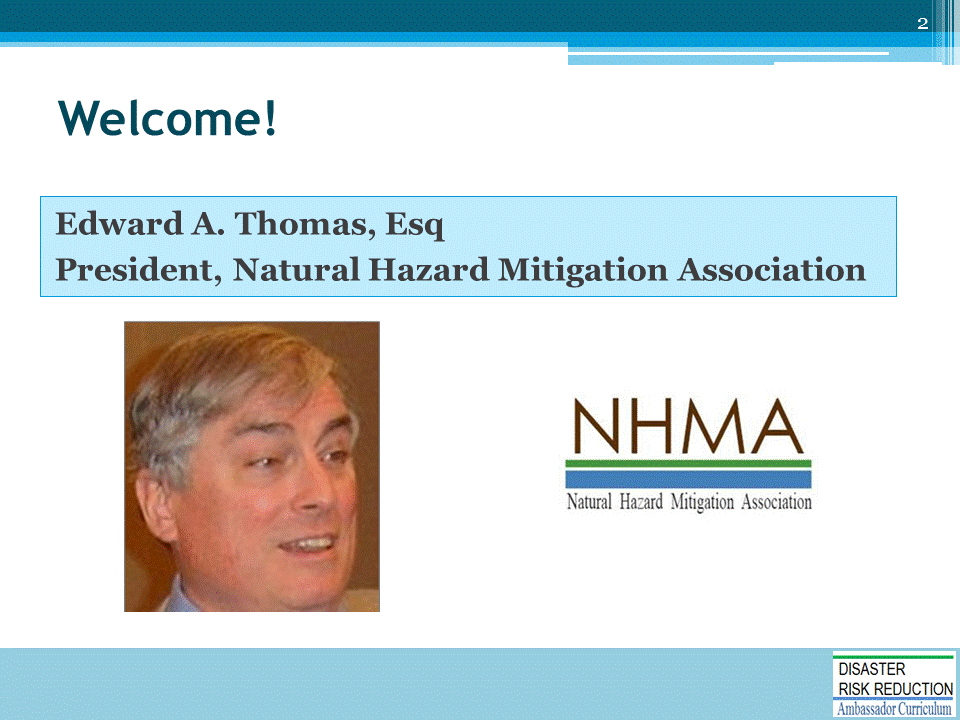 2
Welcome!
Edward A. Thomas, Esq
President, Natural Hazard Mitigation Association
NHMA
Natural Hazard Mitigation Association
DISASTER
RISK REDUCTION
Ambassador Curriculum